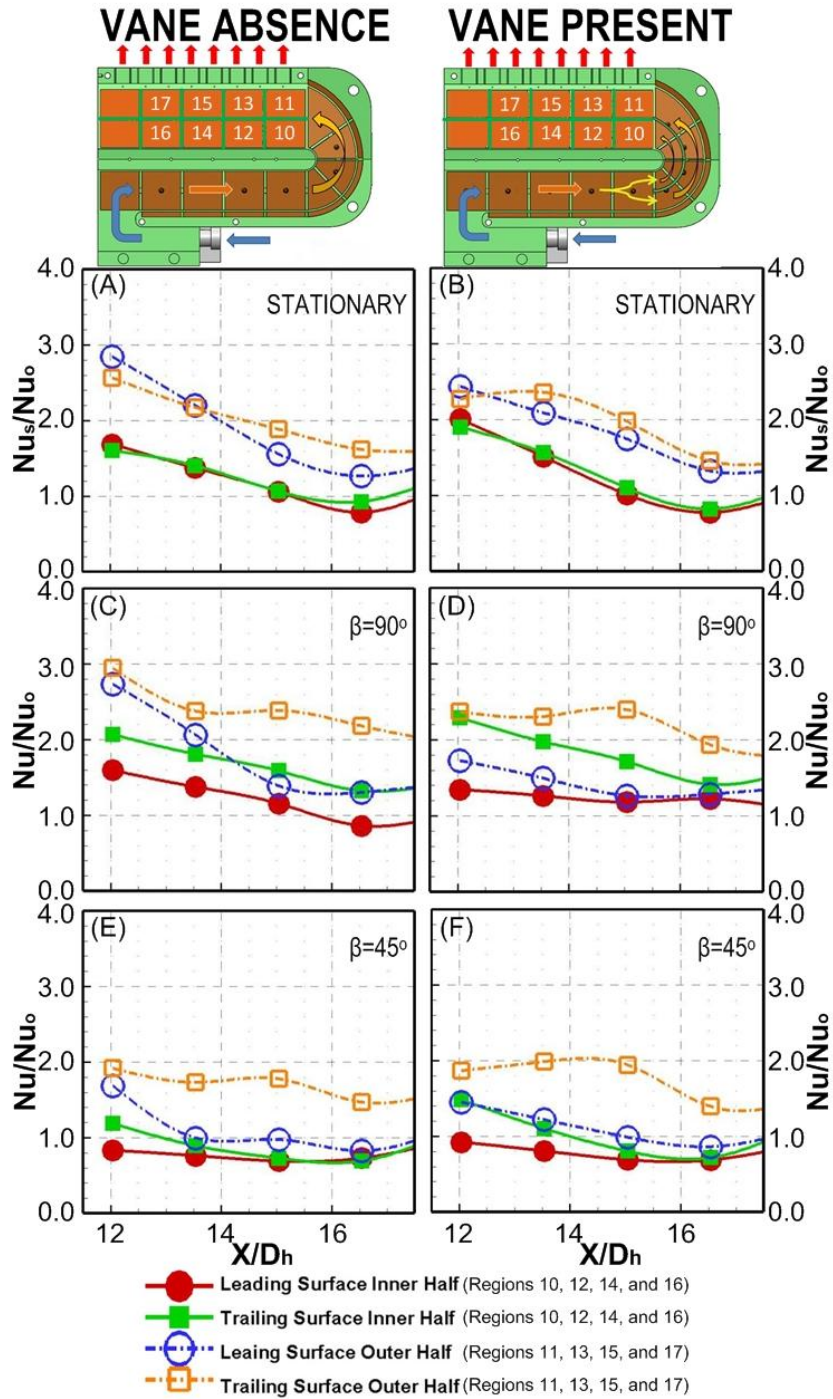 VANE ABSENCE VANE PRESENT
17 15 13 11 17 15 13 11
16 14 12 10 16 14 12 10
4.0 (A) STATIONARY (B) STATIONARY 4.0
3.0 3.0
Nus/Nuo 2.0 2.0 Nus/Nuo
1.0 1.0
0.0 0.0
4.0 (C) β=90o (D) β=90o 4.0
3.0 3.0
Nu/Nuo 2.0 2.0 Nu/Nuo
1.0 1.0
0.0 0.0
4.0 (E) β=45o (F) β=45o 4.0
3.0 3.0
Nu/Nuo 2.0 2.0 Nu/Nuo
1.0 1.0
0.0 0.0
12 14 16 12 14 16
X/Dh X/Dh
Leading Surface Inner Half (Regions 10, 12, 14, and 16)
Trailing Surface Inner Half (Regions 10, 12, 14, and 16)
Leaing Surface Outer Half (Regions 11, 13, 15, and 17)
Trailing Surface Outer Half (Regions 11, 13, 15, and 17)